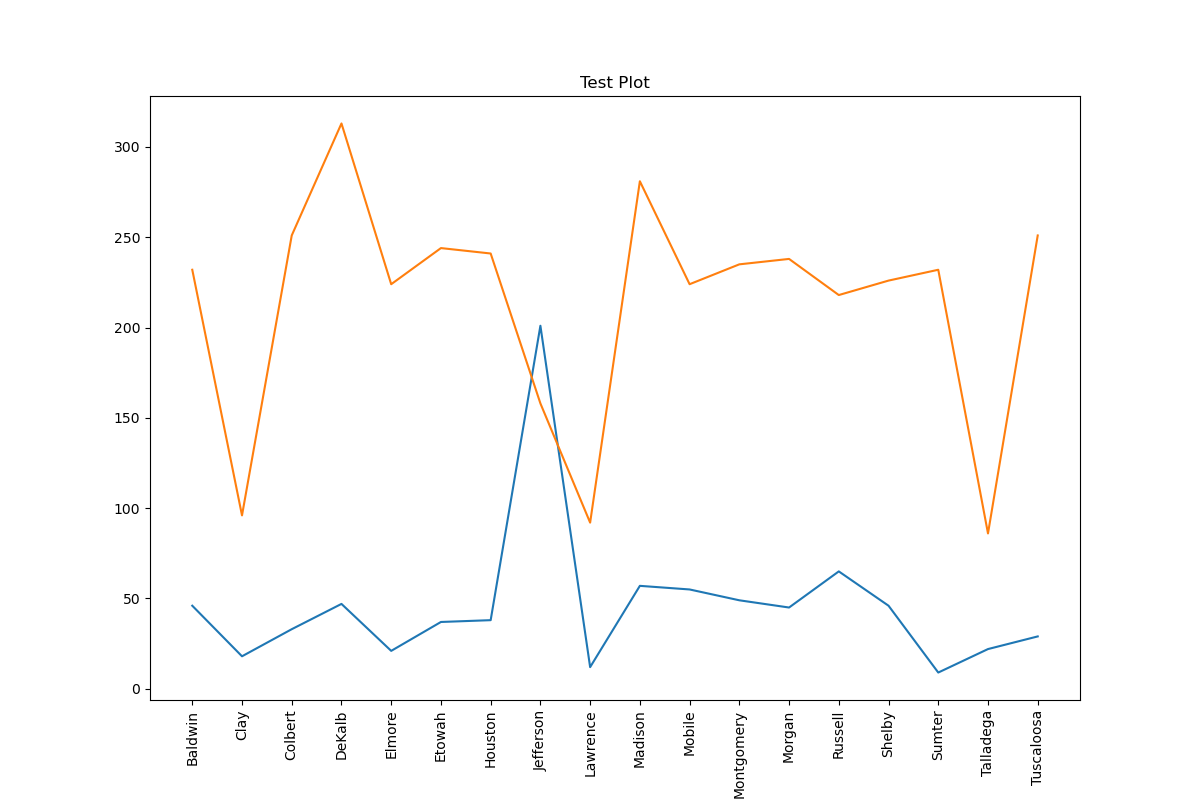 Test Plot
300
250
200
150
100
50
0
Baldwin
Clay
Colbert
DeKalb
Elmore
Etowah
Houston
Jefferson
Lawrence
Madison
Mobile
Montgomery
Morgan
Russell
Shelby
Sumter
Talladega
Tuscaloosa